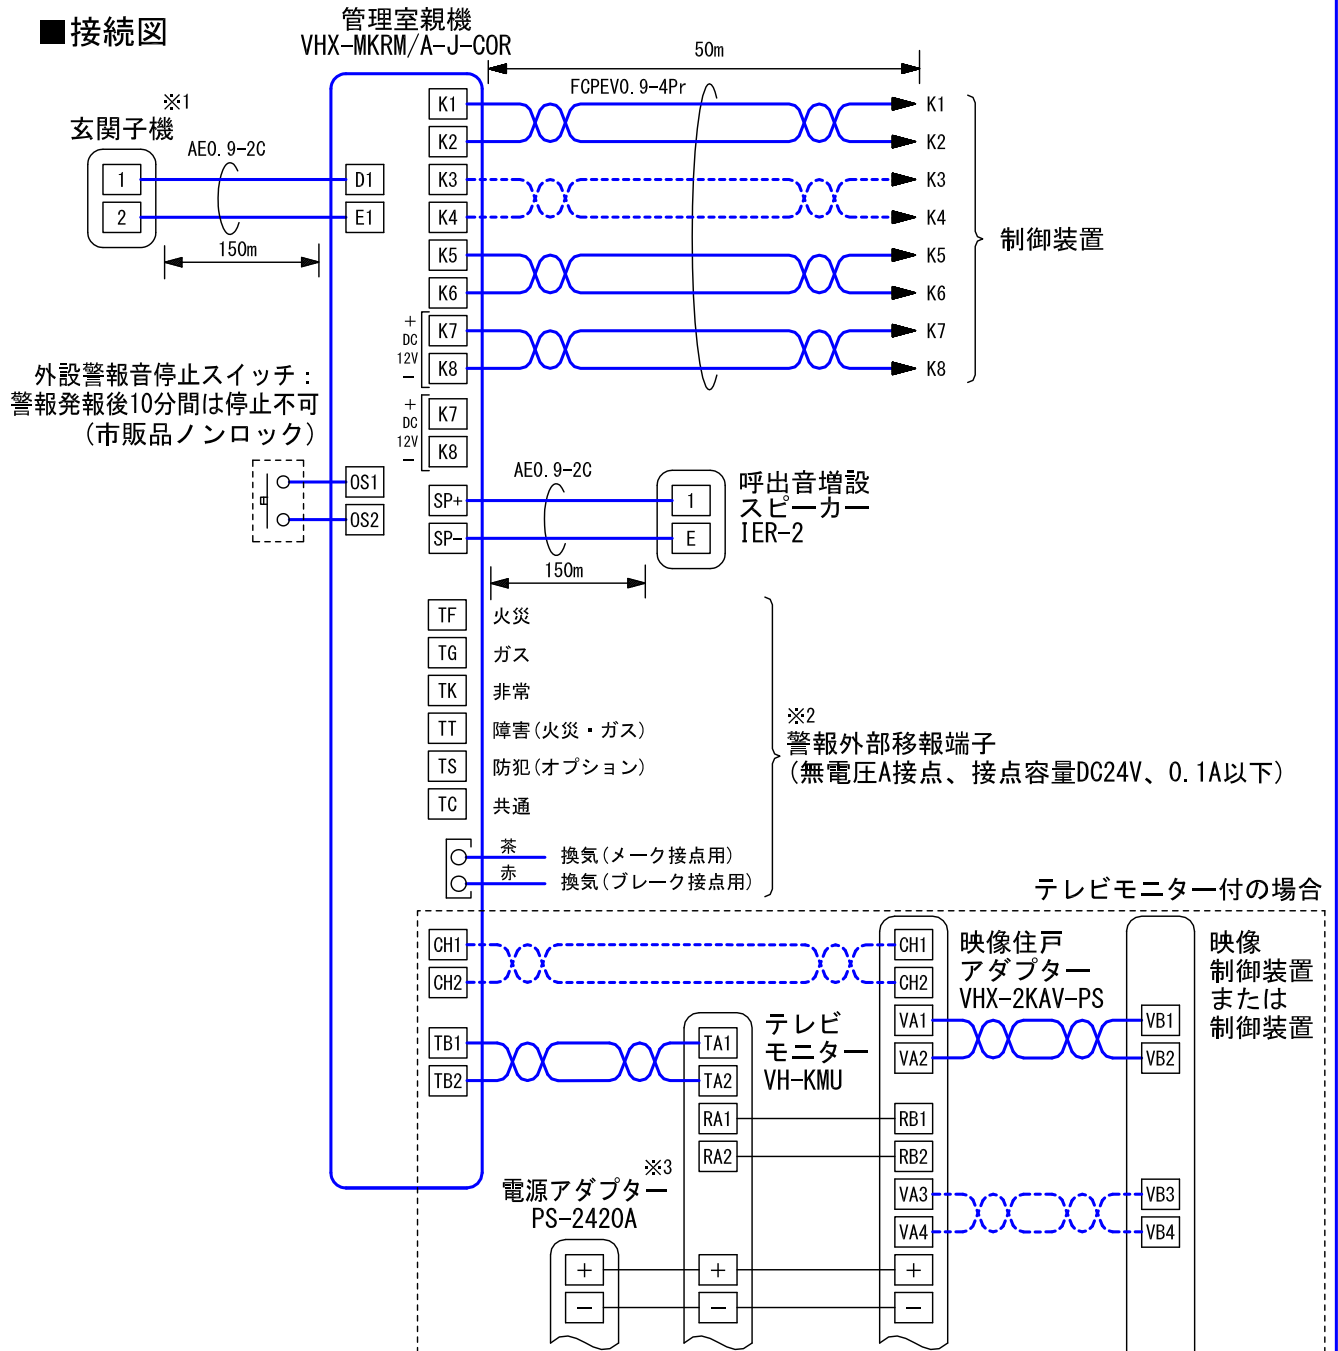 ■接続図
管理室親機
VHX-MKRM/A-J-COR
50m
FCPEV0.9-4Pr
※1
玄関子機
AE0.9-2C
1
2
D1
E1
150m
K1
K2
K3
K4
K5
K6
+
DC
12V
−
K7
K8
+
DC
12V
−
K7
K8
K1
K2
K3
K4
K5
K6
K7
K8
制御装置
外設警報音停止スイッチ：
警報発報後10分間は停止不可
(市販品ノンロック)
OS1
OS2
SP+
SP-
AE0.9-2C
150m
1
E
呼出音増設
スピーカー
IER-2
TF 火災
TG ガス
TK 非常
TT 障害(火災・ガス)
TS 防犯(オプション)
TC 共通
茶 換気(メーク接点用)
赤 換気(ブレーク接点用)
※2
警報外部移報端子
(無電圧A接点、接点容量DC24V、0.1A以下)
テレビモニター付の場合
CH1
CH2
TB1
TB2
TA1
TA2
RA1
RA2
+
−
テレビ
モニター
VH-KMU
※3
電源アダプター
PS-2420A
+
−
CH1
CH2
VA1
VA2
RB1
RB2
VA3
VA4
+
−
映像住戸
アダプター
VHX-2KAV-PS
VB1
VB2
VB3
VB4
映像
制御装置
または
制御装置